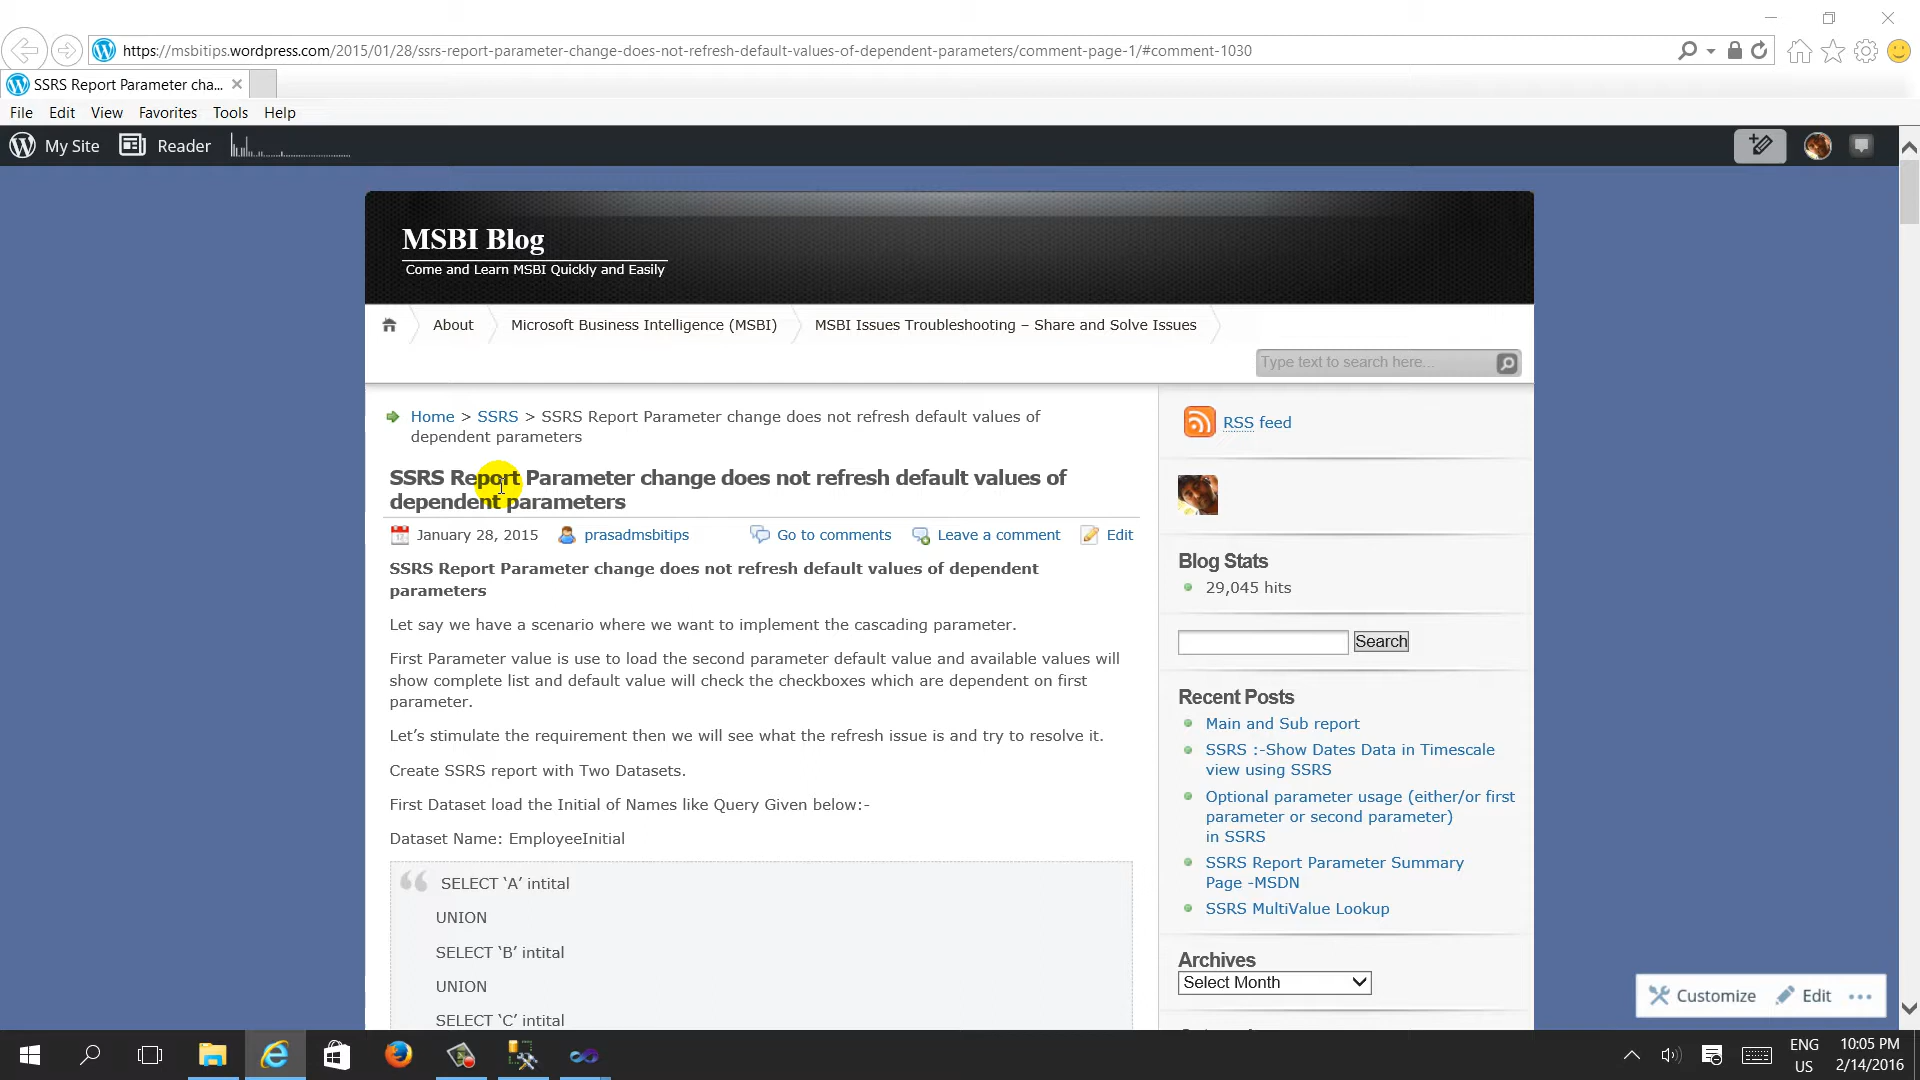 https://msbitips.wordpress.com/2015/01/28/ssrs-report-parameter-change-does-not-refresh-default-values-of-dependent-parameters/comment-page-1/#comment-1030
SSRS Report Parameter cha...
File Edit View Favorites Tools Help
My Site Reader
MSBI Blog
Come and Learn MSBI Quickly and Easily
About Microsoft Business Intelligence (MSBI) MSBI Issues Troubleshooting – Share and Solve Issues
Type text to search here...
Home > SSRS > SSRS Report Parameter change does not refresh default values of
dependent parameters
SSRS Report Parameter change does not refresh default values of
dependent parameters
January 28, 2015 prasadmsbitips Go to comments Leave a comment Edit
SSRS Report Parameter change does not refresh default values of dependent
parameters
Let say we have a scenario where we want to implement the cascading parameter.
First Parameter value is use to load the second parameter default value and available values will
show complete list and default value will check the checkboxes which are dependent on first
parameter.
Let’s stimulate the requirement then we will see what the refresh issue is and try to resolve it.
Create SSRS report with Two Datasets.
First Dataset load the Initial of Names like Query Given below:-
Dataset Name: EmployeeInitial
SELECT ‘A’ intital
UNION
SELECT ‘B’ intital
UNION
SELECT ‘C’ intital
RSS feed
Blog Stats
29,045 hits
Search
Recent Posts
Main and Sub report
SSRS :-Show Dates Data in Timescale
view using SSRS
Optional parameter usage (either/or first
parameter or second parameter)
in SSRS
SSRS Report Parameter Summary
Page -MSDN
SSRS MultiValue Lookup
Archives
Select Month
Customize Edit
ENG
US
10:05 PM
2/14/2016